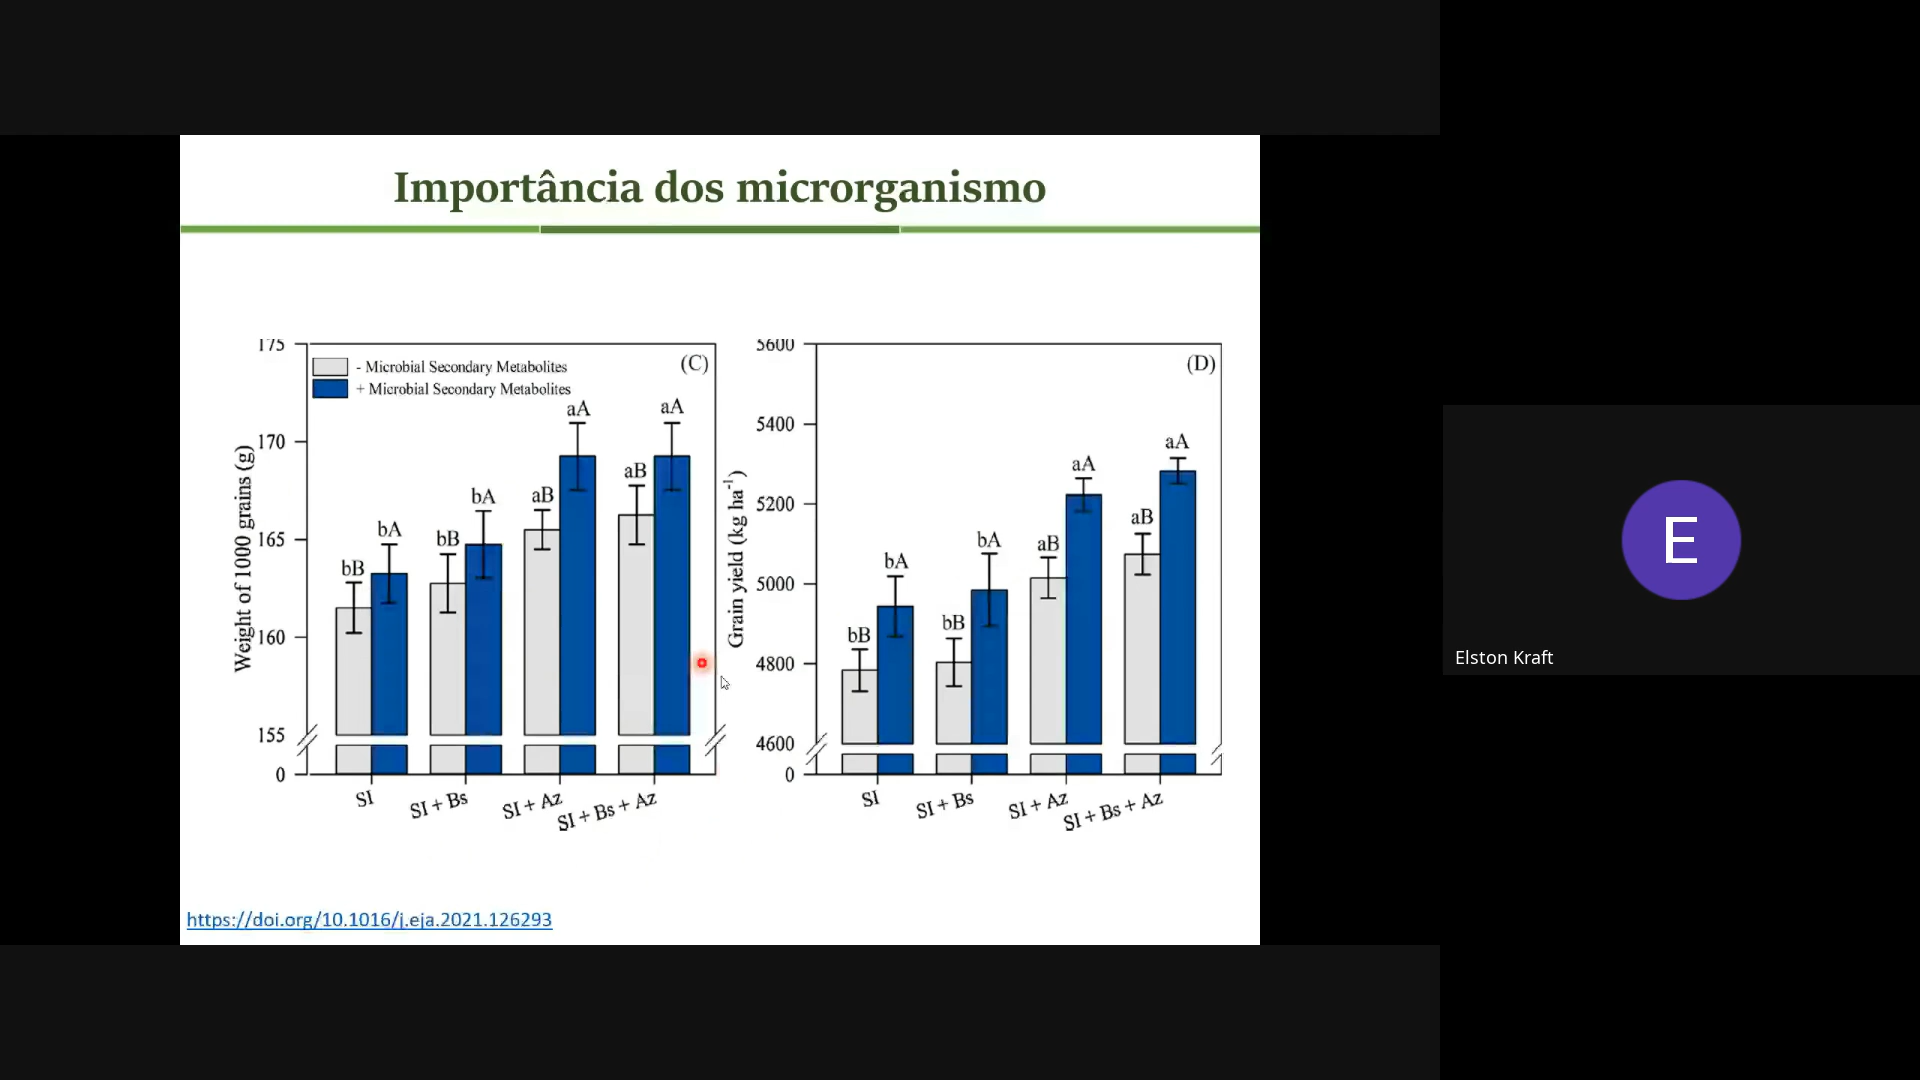 Importância dos microrganismo
175
- Microbial Secondary Metabolites
+ Microbial Secondary Metabolites
(C)
170
165
160
155
0
Weight of 1000 grains (g)
bB
bA
bB
bA
aB
aA
aB
aA
SI
SI + Bs
SI + Az
SI + Bs + Az
5600
(D)
5400
5200
5000
4800
4600
0
Grain yield (kg ha⁻¹)
bB
bA
bB
bA
aB
aA
aB
aA
SI
SI + Bs
SI + Az
SI + Bs + Az
https://doi.org/10.1016/j.eja.2021.126293
E
Elston Kraft